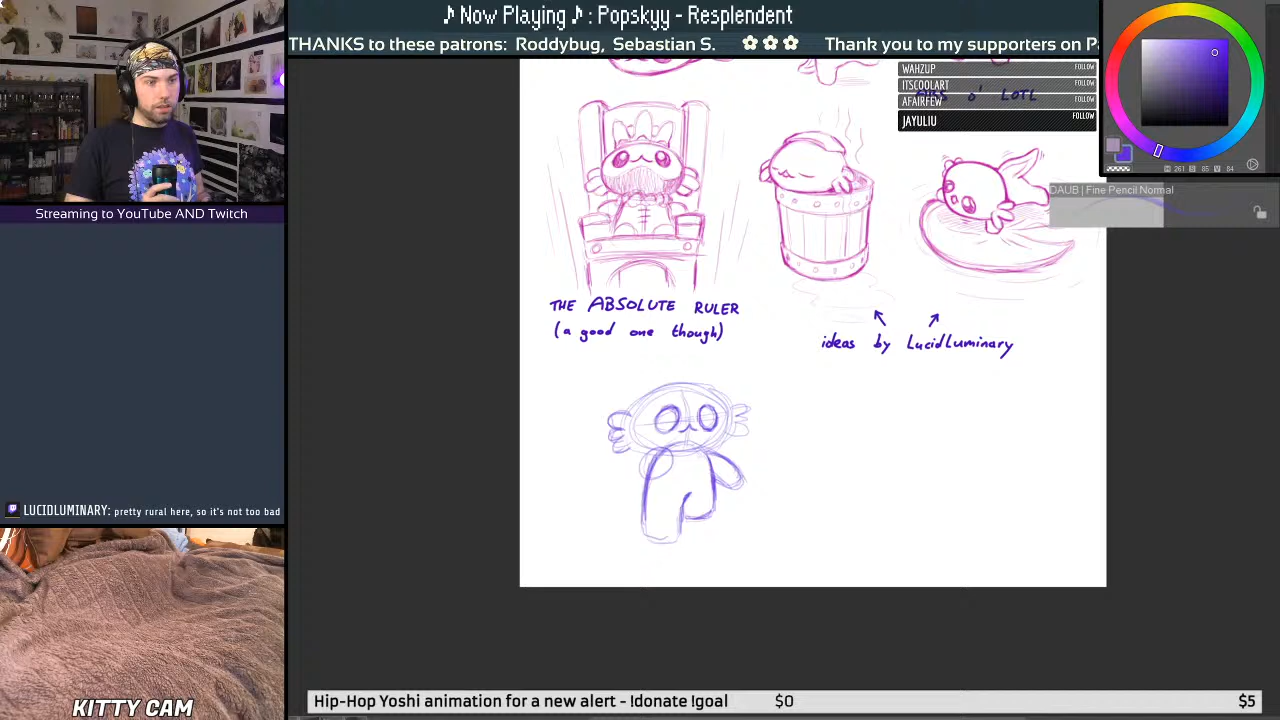 ♪ Now Playing ♪ : Popskyy - Resplendent
THANKS to these patrons: Roddybug, Sebastian S. ✿ ✿ ✿ Thank you to my supporters on P
WAHZUP FOLLOW
ITSCOOLART FOLLOW
AFAIRFEW FOLLOW
JAYULIU FOLLOW
O' LOTL
DAUB | Fine Pencil Normal
Streaming to YouTube AND Twitch
THE ABSOLUTE RULER
(a good one though)
ideas by LucidLuminary
LUCIDLUMINARY: pretty rural here, so it's not too bad
KITTY CAM
Hip-Hop Yoshi animation for a new alert - !donate !goal $0 $5